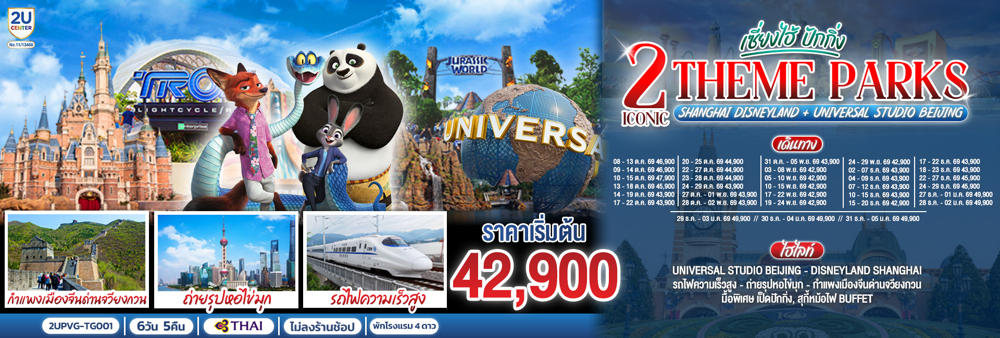 2U
CENTER
No.11/13488
TRO
LIGHTCYCLE/R
enterprise
JURASSIC
WORLD
UNIVERSA
เซี่ยงไฮ้ ปักกิ่ง
2 THEME PARKS
ICONIC
SHANGHAI DISNEYLAND + UNIVERSAL STUDIO BEIJING
เดินทาง
08 - 13 ต.ค. 69 46,900
09 - 14 ต.ค. 69 46,900
10 - 15 ต.ค. 69 47,900
13 - 18 ต.ค. 69 45,900
14 - 19 ต.ค. 69 43,900
17 - 22 ต.ค. 69 43,900
20 - 25 ต.ค. 69 44,900
22 - 27 ต.ค. 69 44,900
23 - 28 ต.ค. 69 44,900
24 - 29 ต.ค. 69 43,900
27 ต.ค. - 01 พ.ย. 69 43,900
28 ต.ค. - 02 พ.ย. 69 43,900
31 ต.ค. - 05 พ.ย. 69 43,900
03 - 08 พ.ย. 69 42,900
05 - 10 พ.ย. 69 42,900
10 - 15 พ.ย. 69 42,900
17 - 22 พ.ย. 69 42,900
19 - 24 พ.ย. 69 42,900
24 - 29 พ.ย. 69 42,900
02 - 07 ธ.ค. 69 43,900
04 - 09 ธ.ค. 69 43,900
07 - 12 ธ.ค. 69 43,900
10 - 15 ธ.ค. 69 43,900
15 - 20 ธ.ค. 69 42,900
17 - 22 ธ.ค. 69 43,900
18 - 23 ธ.ค. 69 43,900
22 - 27 ธ.ค. 69 45,900
24 - 29 ธ.ค. 69 45,900
27 ธ.ค. - 01 ม.ค. 69 49,900
28 ธ.ค. - 02 ม.ค. 69 49,900
29 ธ.ค. - 03 ม.ค. 69 49,900 // 30 ธ.ค. - 04 ม.ค. 69 49,900 // 31 ธ.ค. - 05 ม.ค. 69 49,900
ไฮไลท์
UNIVERSAL STUDIO BEIJING - DISNEYLAND SHANGHAI
รถไฟความเร็วสูง - ถ่ายรูปหอไข่มุก - กำแพงเมืองจีนด่านจวียงกวน
มื้อพิเศษ เป็ดปักกิ่ง, สุกี้หม้อไฟ BUFFET
ราคาเริ่มต้น
42,900
กำแพงเมืองจีนด่านจวียงกวน
ถ่ายรูปหอไข่มุก
CRH
รถไฟความเร็วสูง
2UPVG-TG001
6วัน 5คืน
THAI
ไม่ลงร้านช้อป
พักโรงแรม 4 ดาว